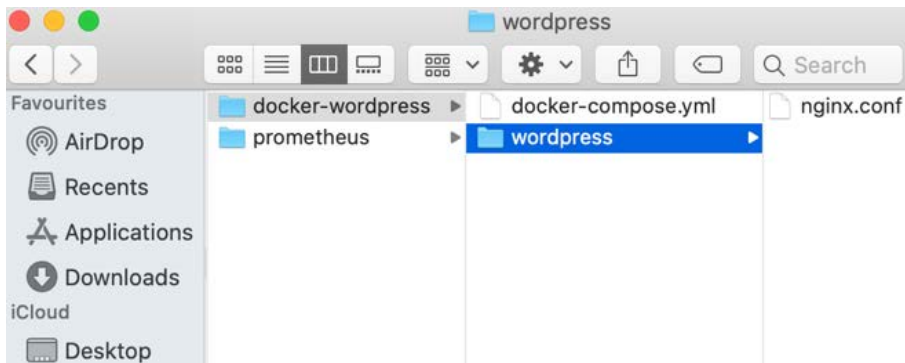 wordpress
Search
Favourites
AirDrop
Recents
Applications
Downloads
iCloud
Desktop
docker-wordpress
prometheus
docker-compose.yml
wordpress
nginx.conf